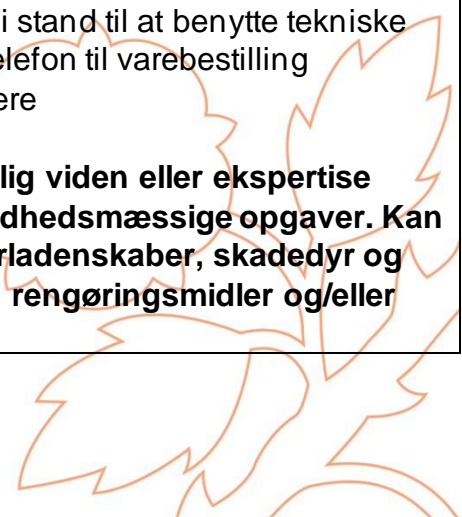 i stand til at benytte tekniske
elefon til varebestilling
ere
lig viden eller ekspertise
dhedsmæssige opgaver. Kan
rladenskaber, skadedyr og
rengøringsmidler og/eller